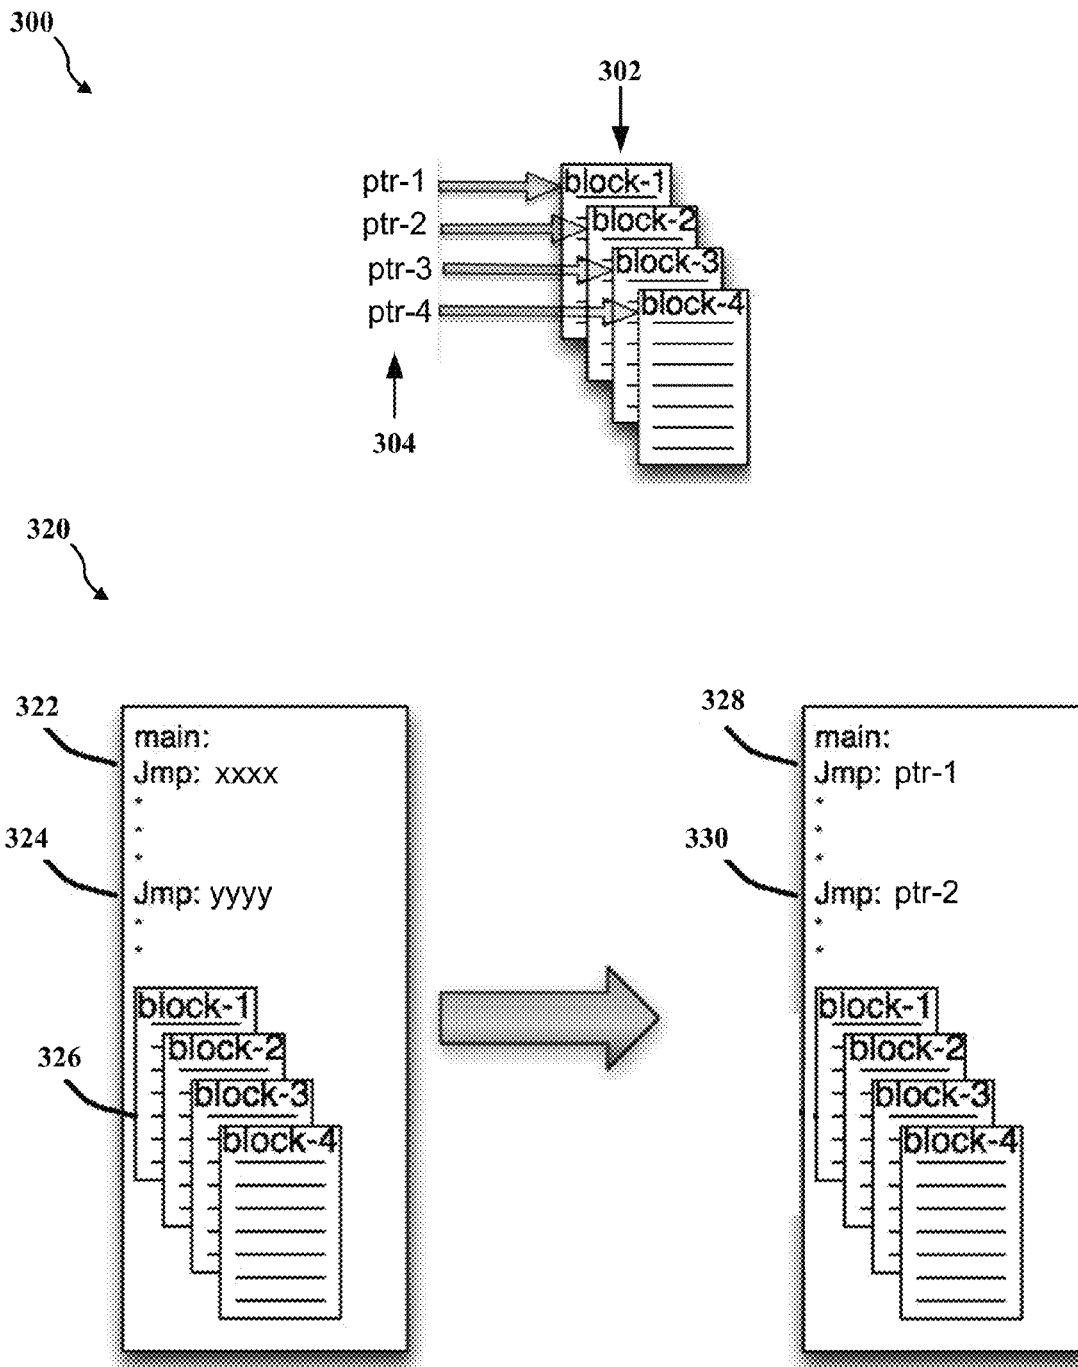 300
302
ptr-1 block-1
ptr-2 block-2
ptr-3 block-3
ptr-4 block-4
304
320
322
main:
Jmp: xxxx
*
*
*
324
Jmp: yyyy
*
*
block-1
block-2
326
block-3
block-4
328
main:
Jmp: ptr-1
*
*
*
330
Jmp: ptr-2
*
*
block-1
block-2
block-3
block-4